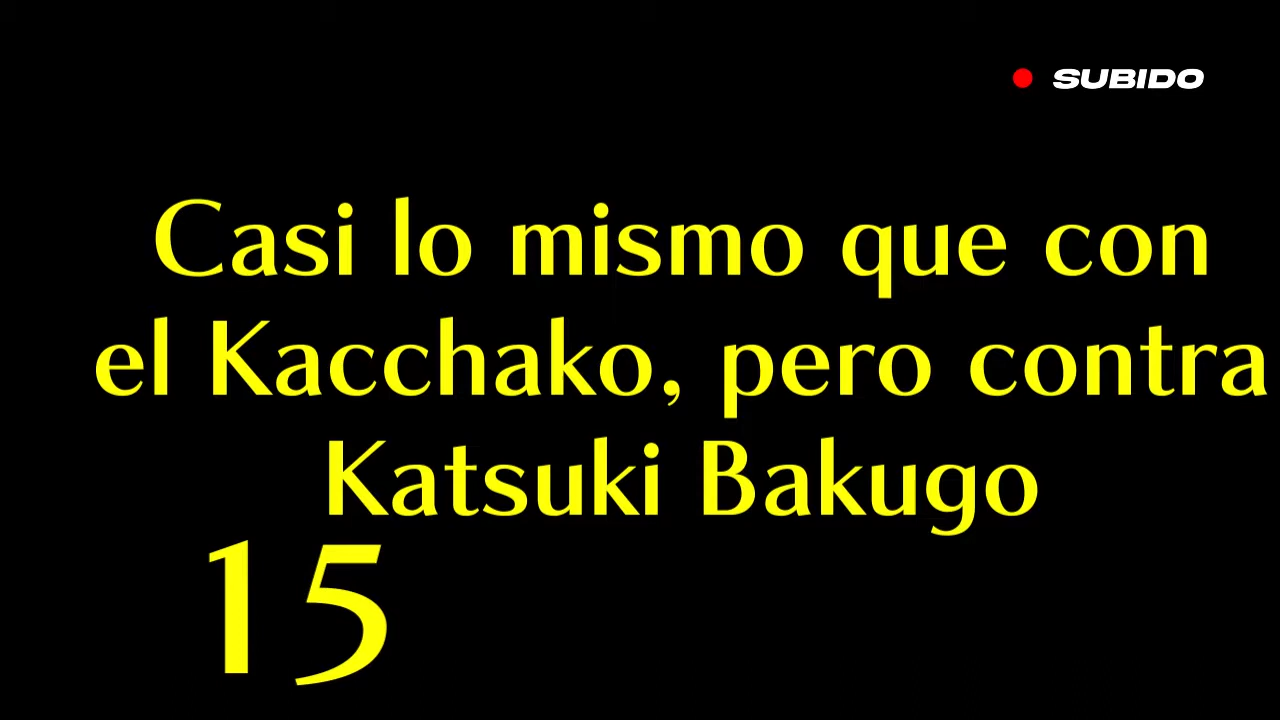 SUBIDO
Casi lo mismo que con
el Kacchako, pero contra
Katsuki Bakugo
15